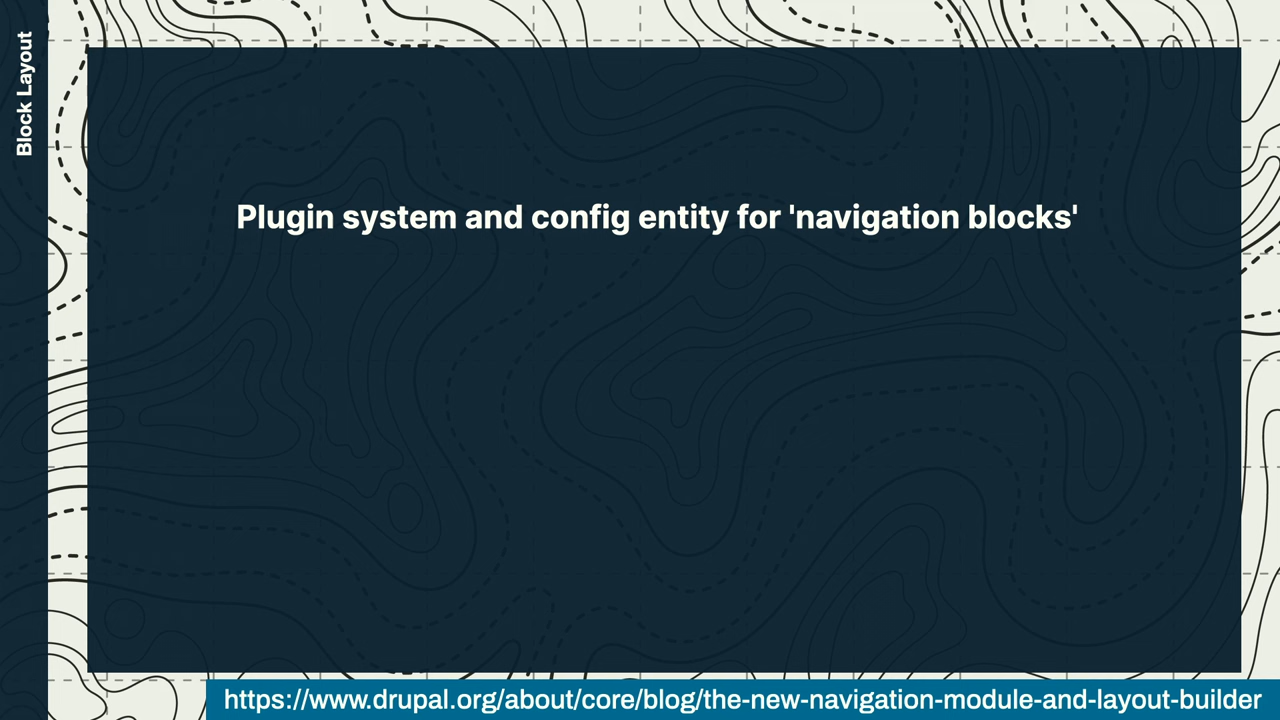 Block Layout
Plugin system and config entity for 'navigation blocks'
https://www.drupal.org/about/core/blog/the-new-navigation-module-and-layout-builder